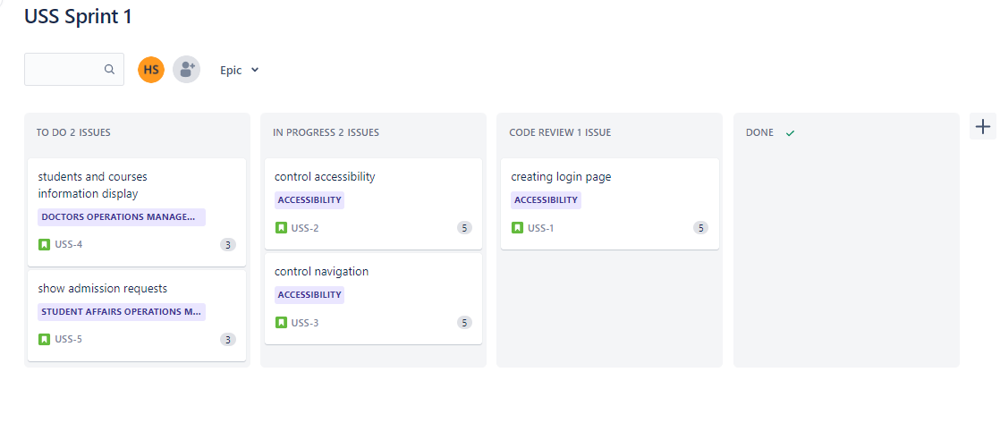 USS Sprint 1
HS
Epic
TO DO 2 ISSUES
students and courses
information display
DOCTORS OPERATIONS MANAGE...
USS-4
3
show admission requests
STUDENT AFFAIRS OPERATIONS M...
USS-5
3
IN PROGRESS 2 ISSUES
control accessibility
ACCESSIBILITY
USS-2
5
control navigation
ACCESSIBILITY
USS-3
5
CODE REVIEW 1 ISSUE
creating login page
ACCESSIBILITY
USS-1
5
DONE